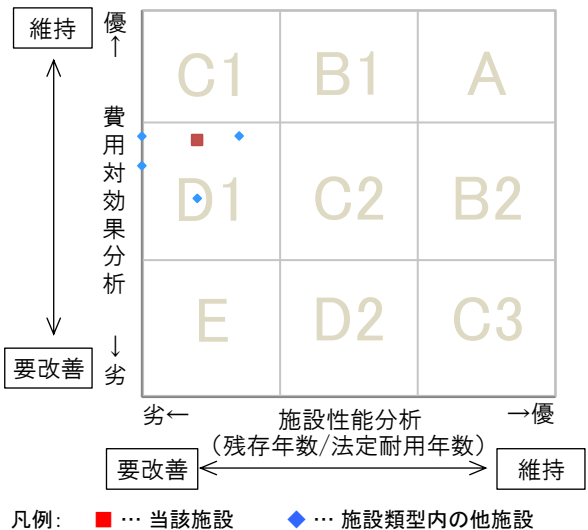 維持
優
↑
C1 B1 A
費用対効果分析
D1 C2 B2
E D2 C3
要改善
↓
劣
劣← 施設性能分析 →優
（残存年数/法定耐用年数）
要改善 維持
凡例: ■ … 当該施設 ◆ … 施設類型内の他施設